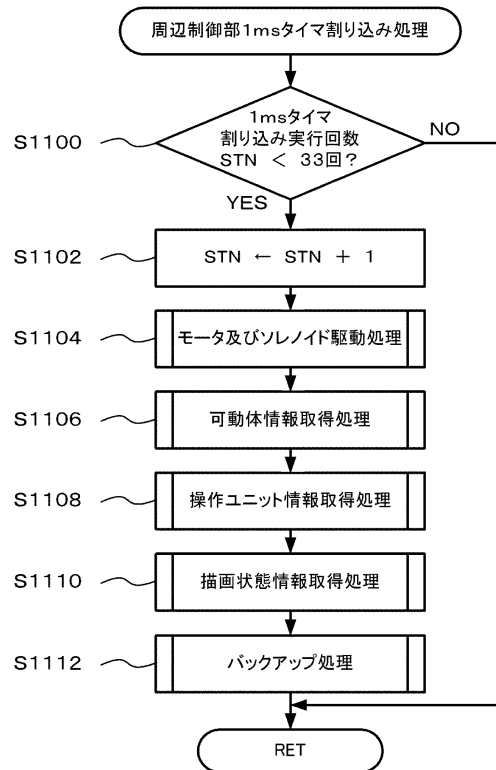 周辺制御部1msタイマ割り込み処理
S1100
1msタイマ
割り込み実行回数
STN < 33回?
NO
YES
S1102
STN ← STN + 1
S1104
モータ及びソレノイド駆動処理
S1106
可動体情報取得処理
S1108
操作ユニット情報取得処理
S1110
描画状態情報取得処理
S1112
バックアップ処理
RET